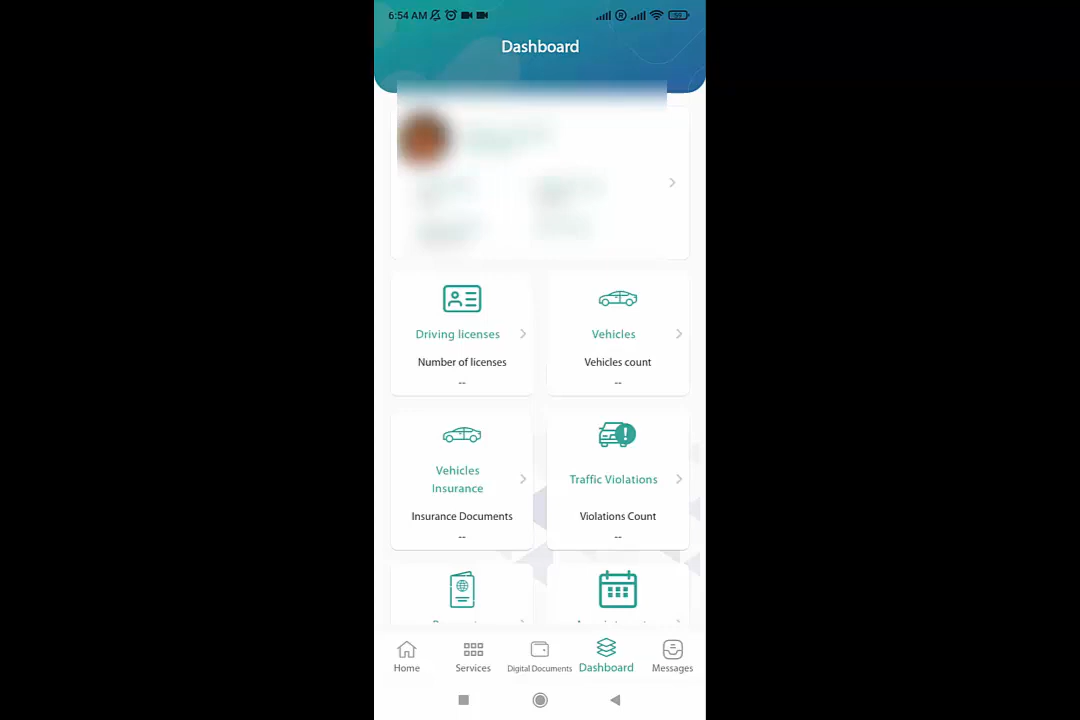 6:54 AM
Dashboard
Driving licenses
Number of licenses
--
Vehicles
Vehicles count
--
Vehicles
Insurance
Insurance Documents
--
Traffic Violations
Violations Count
--
Home
Services
Digital Documents
Dashboard
Messages